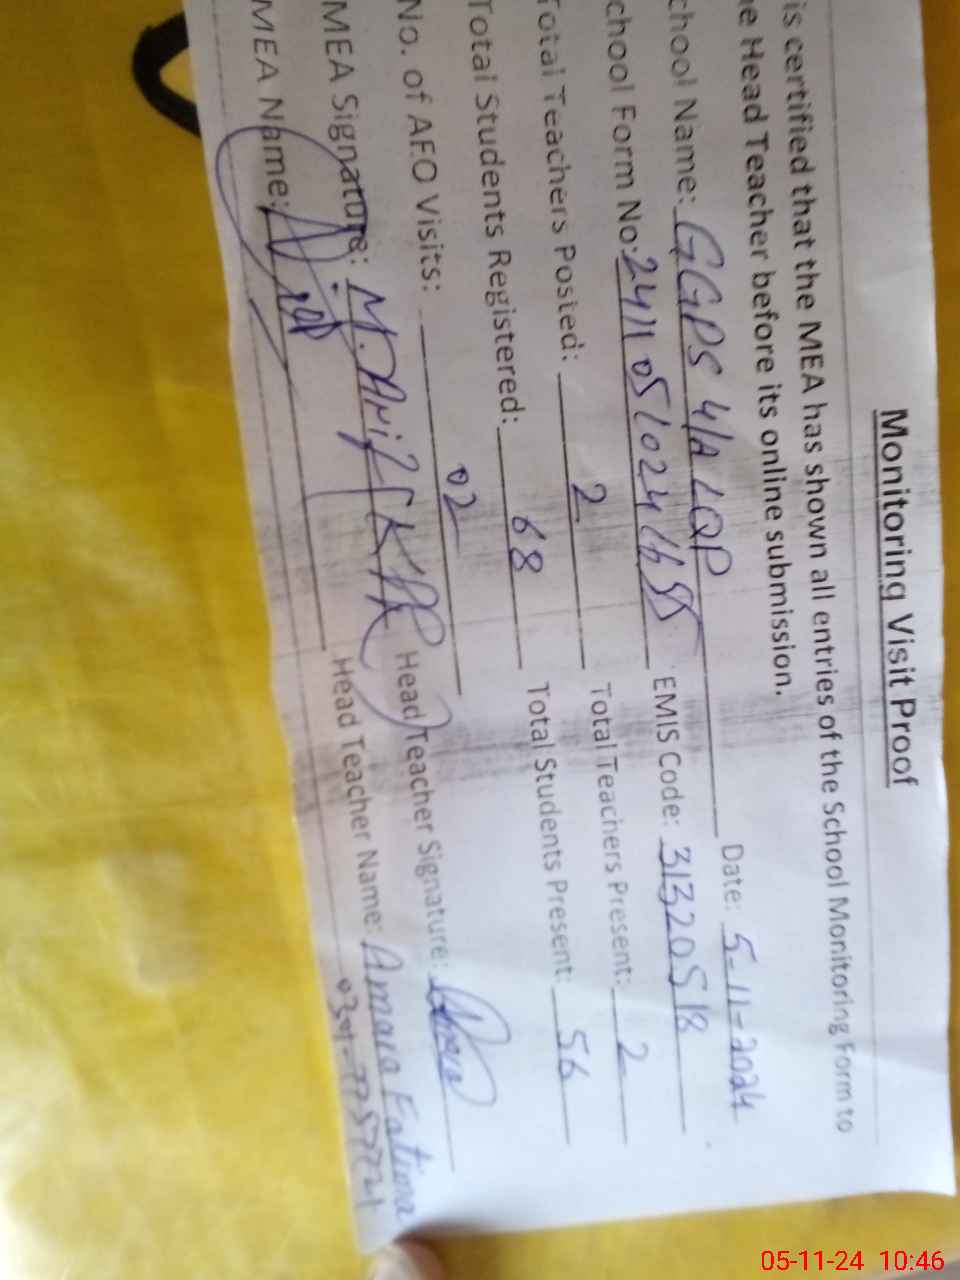 Monitoring Visit Proof
is certified that the MEA has shown all entries of the School Monitoring Form to
e Head Teacher before its online submission.
chool Name: GGPS 4/A LQP Date: 5-11-2024
chool Form No: EMIS Code: 31320518
Total Teachers Posted: 2 Total Teachers Present: 2
Total Students Registered: 68 Total Students Present: 56
No. of AEO Visits: 02
MEA Signature: M. Arif Head Teacher Signature:
MEA Name: Head Teacher Name: Amara Fatima
05-11-24 10:46